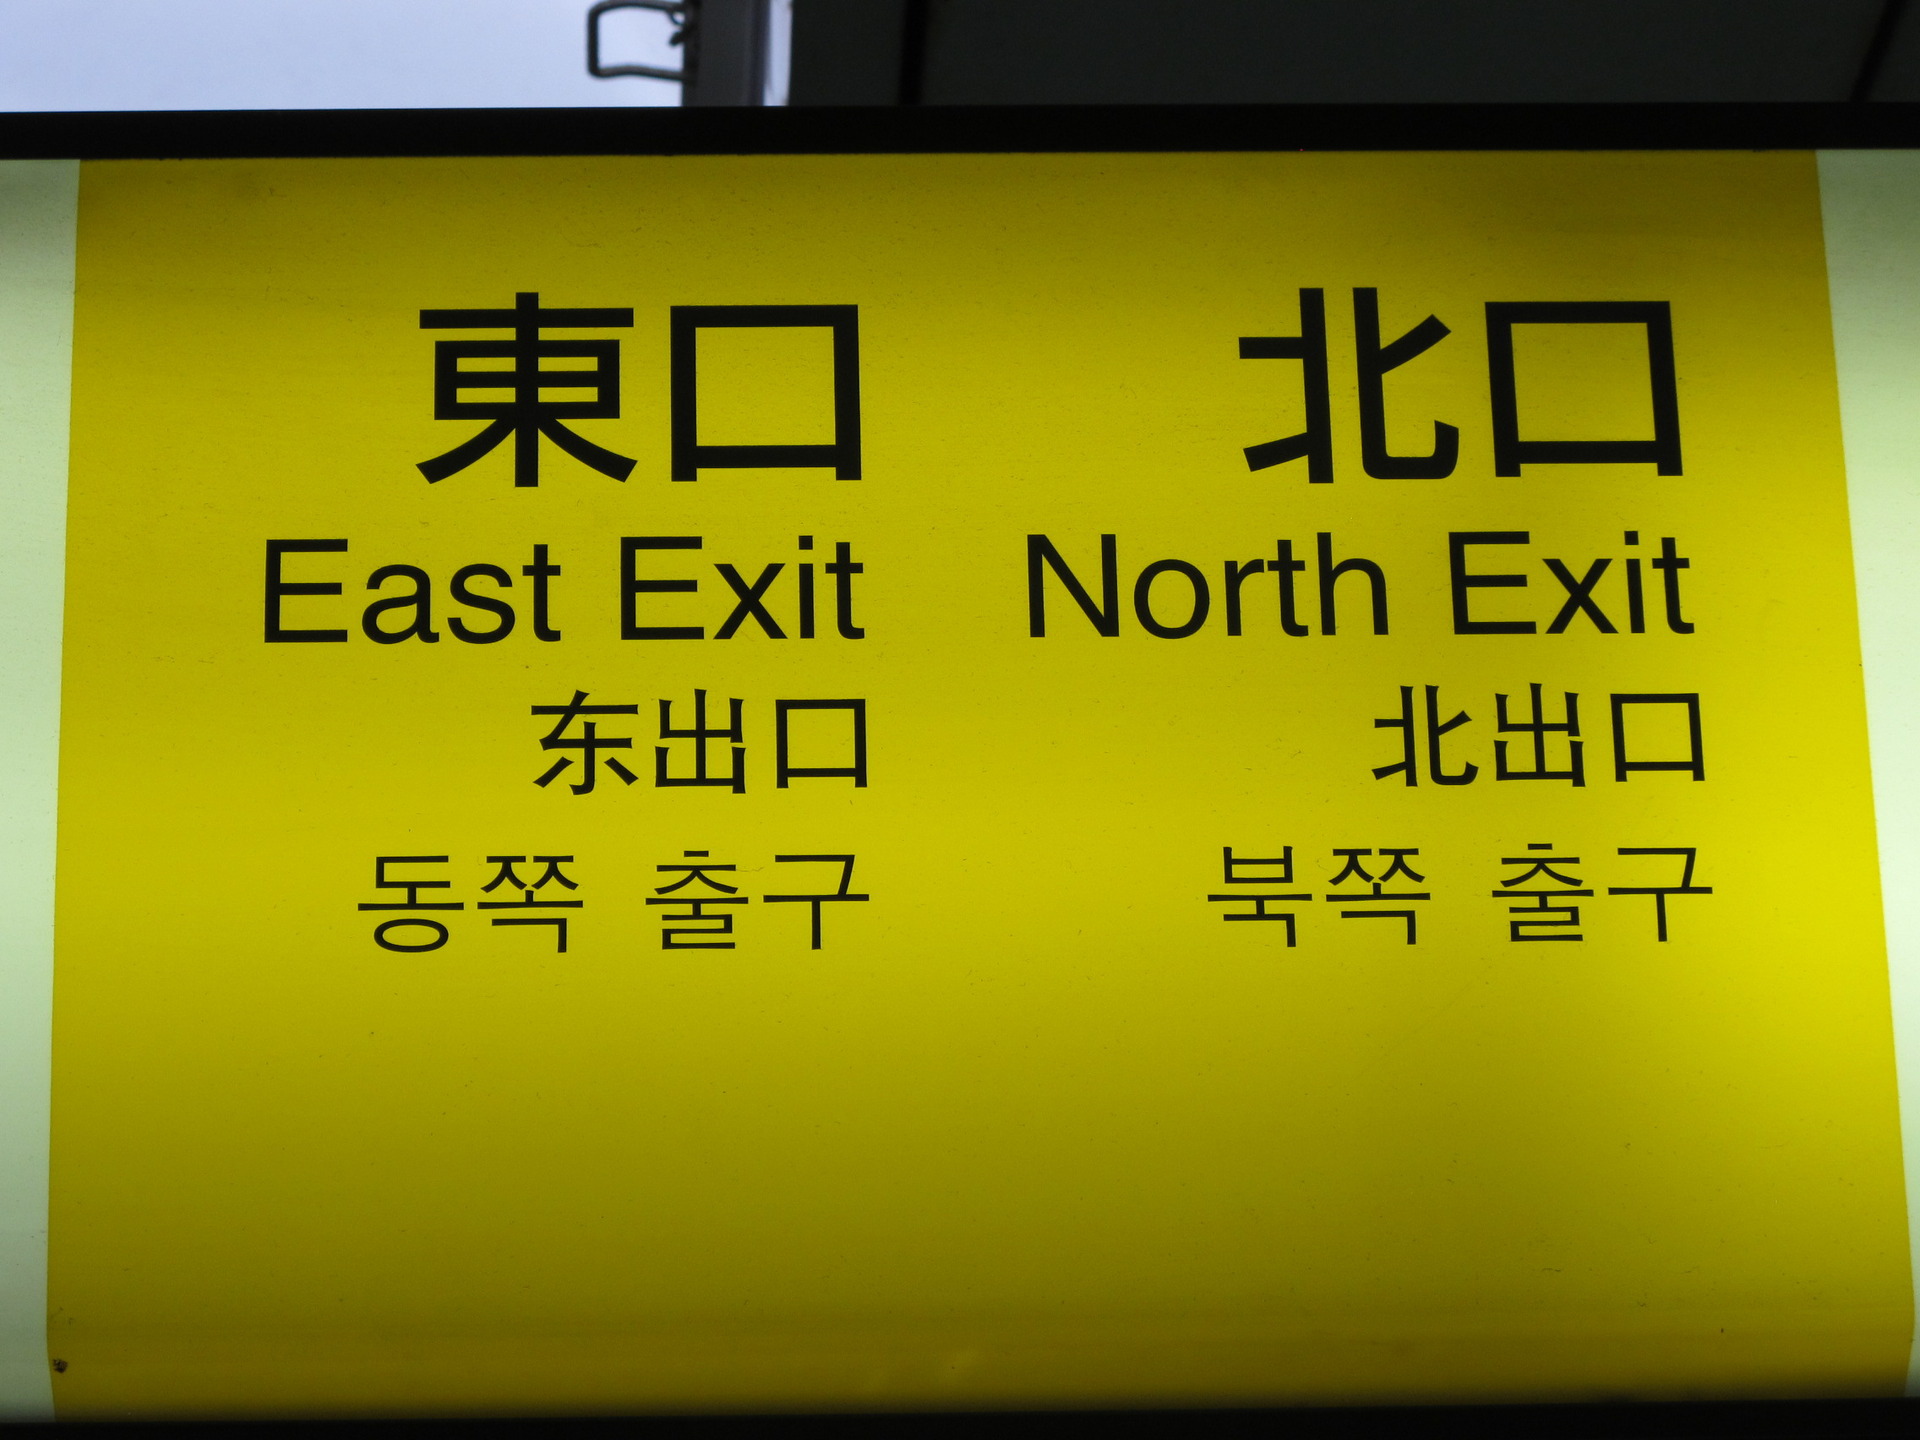 東口
East Exit
东出口
동쪽 출구
北口
North Exit
北出口
북쪽 출구